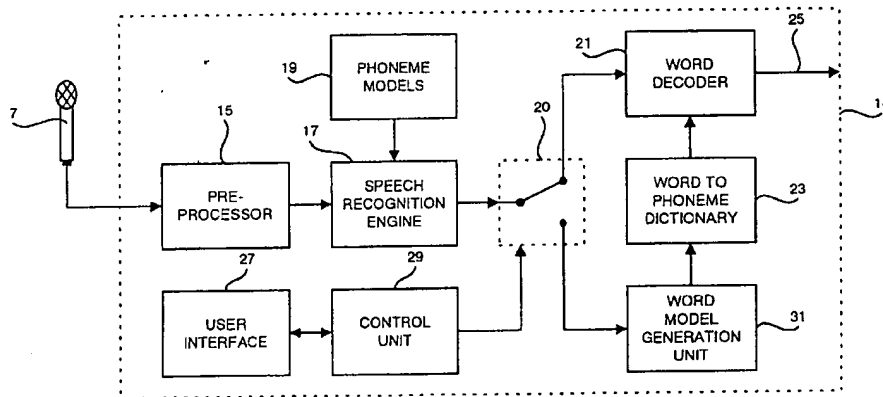 21
25
WORD
DECODER
19
PHONEME
MODELS
7
15
17
20
PRE-
PROCESSOR
SPEECH
RECOGNITION
ENGINE
WORD TO
PHONEME
DICTIONARY
23
27
29
USER
INTERFACE
CONTROL
UNIT
WORD
MODEL
GENERATION
UNIT
31